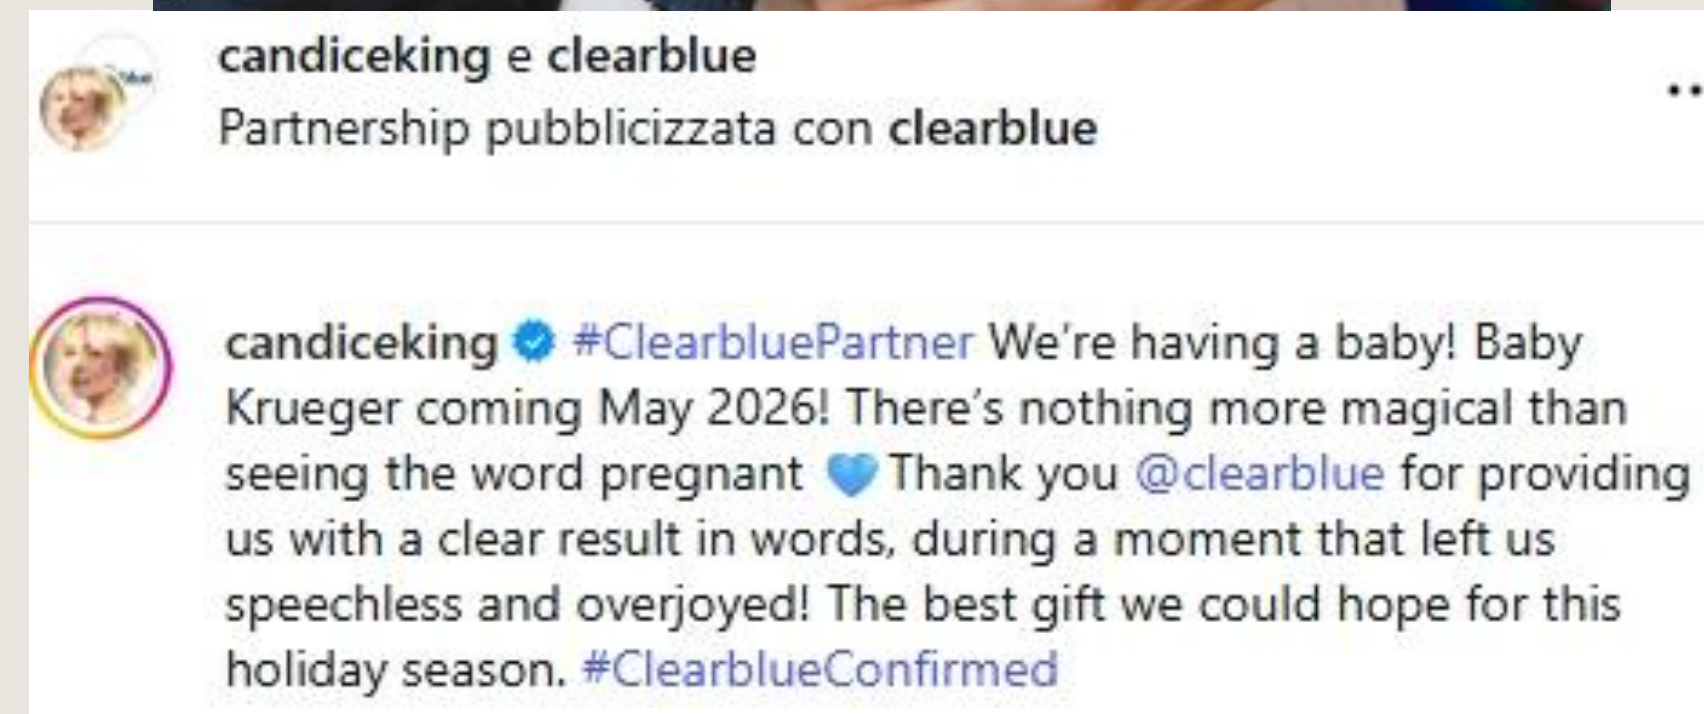 candiceking e clearblue
Partnership pubblicizzata con clearblue
candiceking #ClearbluePartner We're having a baby! Baby
Krueger coming May 2026! There's nothing more magical than
seeing the word pregnant 💙 Thank you @clearblue for providing
us with a clear result in words, during a moment that left us
speechless and overjoyed! The best gift we could hope for this
holiday season. #ClearblueConfirmed